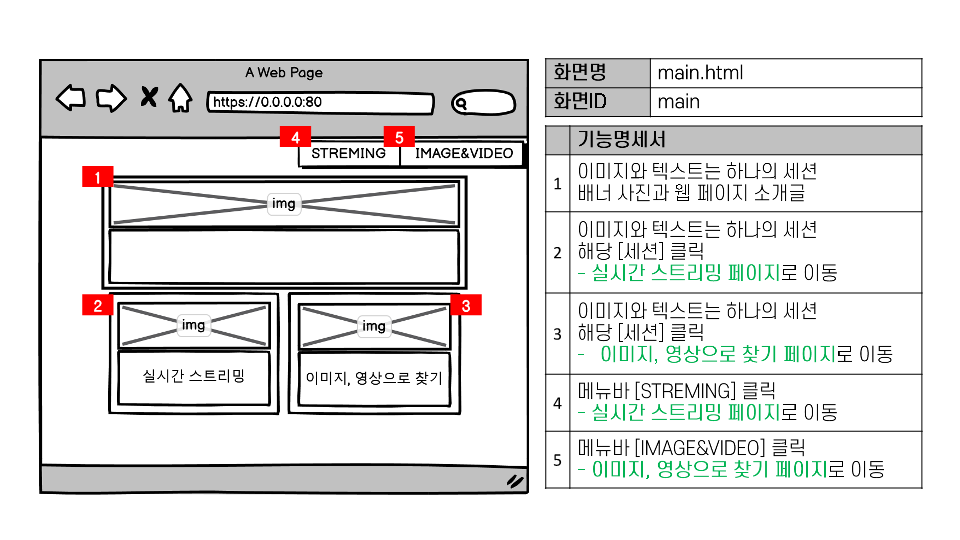 A Web Page
https://0.0.0.0:80
4
STREMING
5
IMAGE&VIDEO
1
img
2
img
실시간 스트리밍
3
img
이미지, 영상으로 찾기
화면명 main.html
화면ID main
기능명세서
1
이미지와 텍스트는 하나의 세션
배너 사진과 웹 페이지 소개글
2
이미지와 텍스트는 하나의 세션
해당 [세션] 클릭
- 실시간 스트리밍 페이지로 이동
3
이미지와 텍스트는 하나의 세션
해당 [세션] 클릭
- 이미지, 영상으로 찾기 페이지로 이동
4
메뉴바 [STREMING] 클릭
- 실시간 스트리밍 페이지로 이동
5
메뉴바 [IMAGE&VIDEO] 클릭
- 이미지, 영상으로 찾기 페이지로 이동